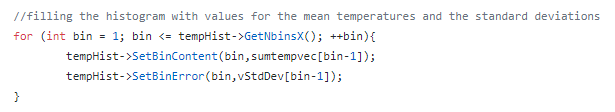 //filling the histogram with values for the mean temperatures and the standard deviations
for (int bin = 1; bin <= tempHist->GetNbinsX(); ++bin){
        tempHist->SetBinContent(bin,sumtempvec[bin-1]);
        tempHist->SetBinError(bin,vStdDev[bin-1]);
}